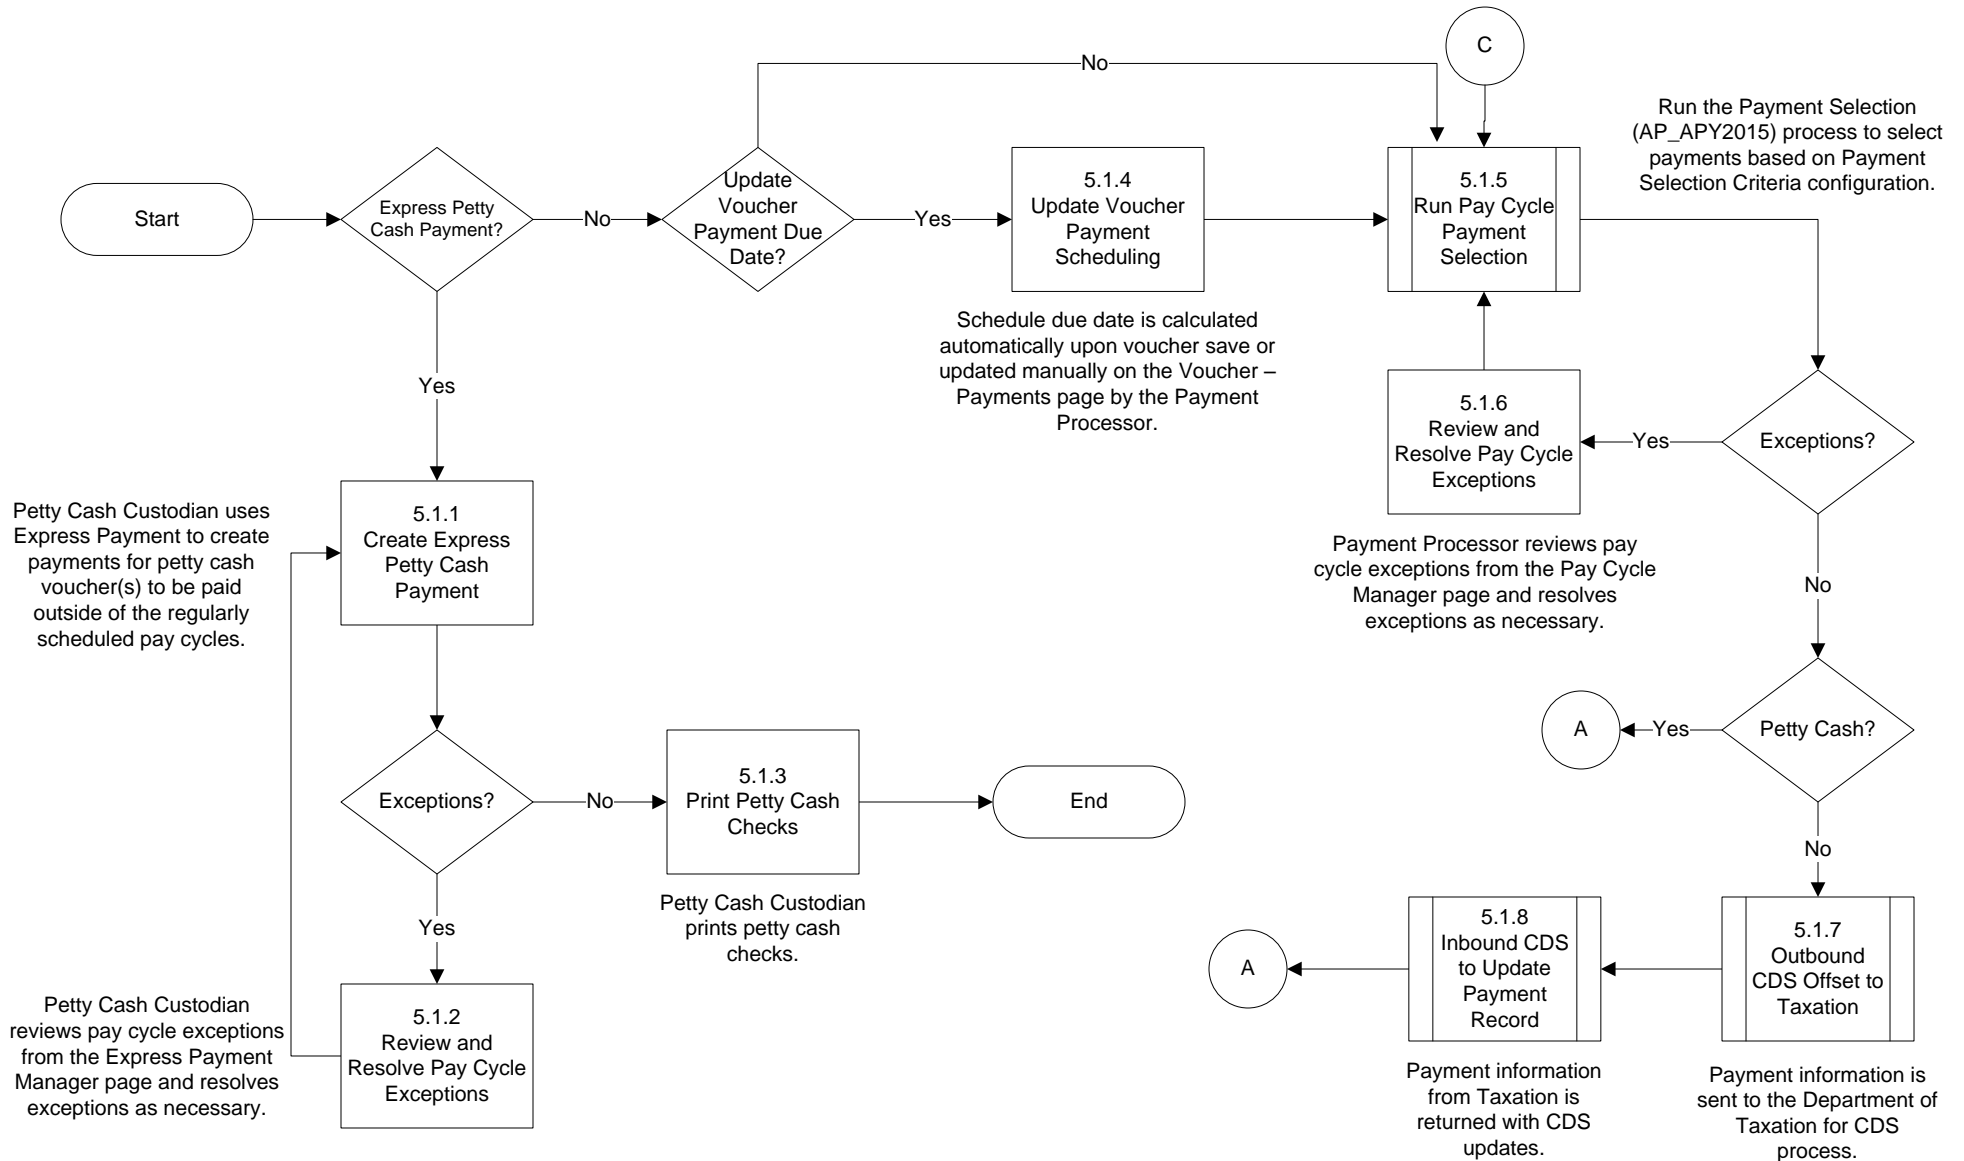 C
No
Run the Payment Selection
(AP_APY2015) process to select
payments based on Payment
Selection Criteria configuration.
Start
Express Petty
Cash Payment?
No
Update
Voucher
Payment Due
Date?
Yes
5.1.4
Update Voucher
Payment
Scheduling
5.1.5
Run Pay Cycle
Payment
Selection
Schedule due date is calculated
automatically upon voucher save or
updated manually on the Voucher –
Payments page by the Payment
Processor.
Yes
5.1.6
Review and
Resolve Pay Cycle
Exceptions
Yes
Exceptions?
Petty Cash Custodian uses
Express Payment to create
payments for petty cash
voucher(s) to be paid
outside of the regularly
scheduled pay cycles.
5.1.1
Create Express
Petty Cash
Payment
Payment Processor reviews pay
cycle exceptions from the Pay Cycle
Manager page and resolves
exceptions as necessary.
No
A
Yes
Petty Cash?
Exceptions?
No
5.1.3
Print Petty Cash
Checks
End
No
Petty Cash Custodian
prints petty cash
checks.
Yes
A
5.1.8
Inbound CDS
to Update
Payment
Record
5.1.7
Outbound
CDS Offset to
Taxation
Petty Cash Custodian
reviews pay cycle exceptions
from the Express Payment
Manager page and resolves
exceptions as necessary.
5.1.2
Review and
Resolve Pay Cycle
Exceptions
Payment information
from Taxation is
returned with CDS
updates.
Payment information is
sent to the Department of
Taxation for CDS
process.